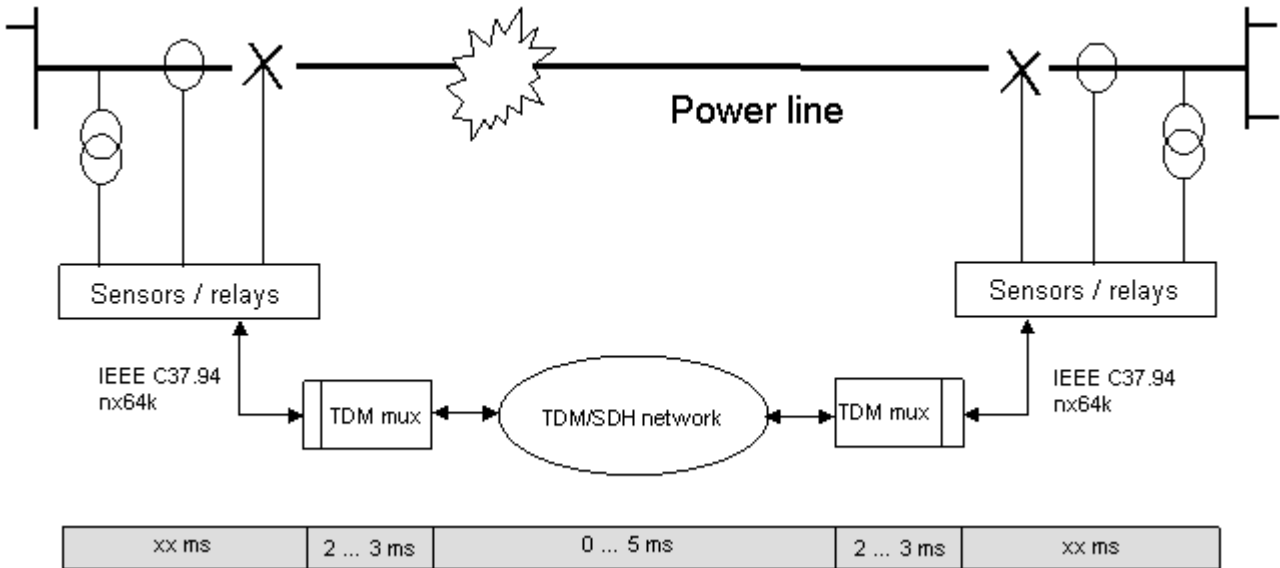 Power line
Sensors / relays
Sensors / relays
IEEE C37.94
nx64k
IEEE C37.94
nx64k
TDM mux
TDM/SDH network
TDM mux
xx ms
2 ... 3 ms
0 ... 5 ms
2 ... 3 ms
xx ms